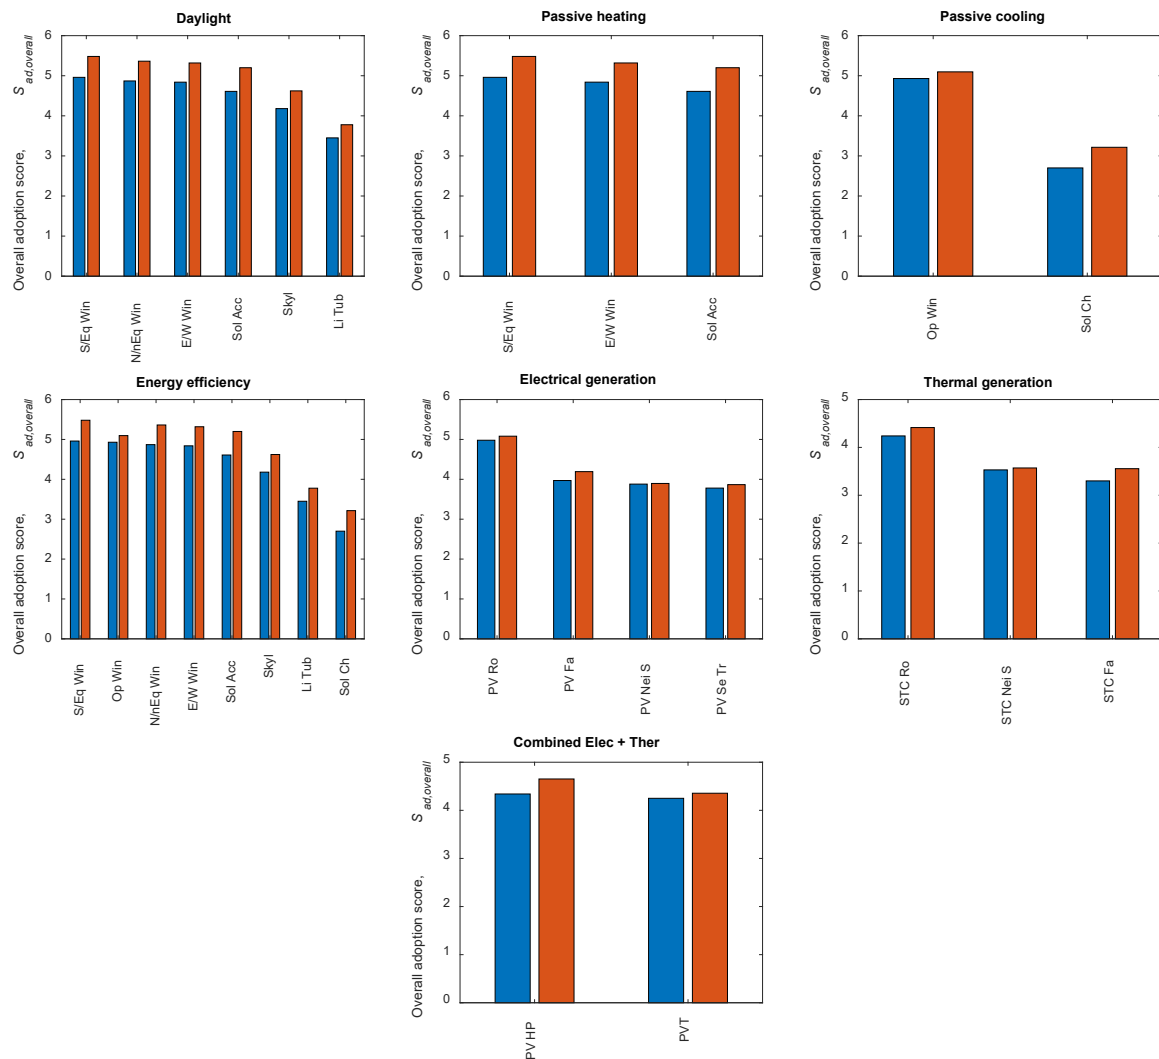 Daylight
Overall adoption score, S ad,overall
6
5
4
3
2
1
0
S/Eq Win
N/nEq Win
E/W Win
Sol Acc
Skyl
Li Tub
Passive heating
Overall adoption score, S ad,overall
6
5
4
3
2
1
0
S/Eq Win
E/W Win
Sol Acc
Passive cooling
Overall adoption score, S ad,overall
6
5
4
3
2
1
0
Op Win
Sol Ch
Energy efficiency
Overall adoption score, S ad,overall
6
5
4
3
2
1
0
S/Eq Win
Op Win
N/nEq Win
E/W Win
Sol Acc
Skyl
Li Tub
Sol Ch
Electrical generation
Overall adoption score, S ad,overall
6
5
4
3
2
1
0
PV Ro
PV Fa
PV Nei S
PV Se Tr
Thermal generation
Overall adoption score, S ad,overall
5
4
3
2
1
0
STC Ro
STC Nei S
STC Fa
Combined Elec + Ther
Overall adoption score, S ad,overall
5
4
3
2
1
0
PV HP
PVT